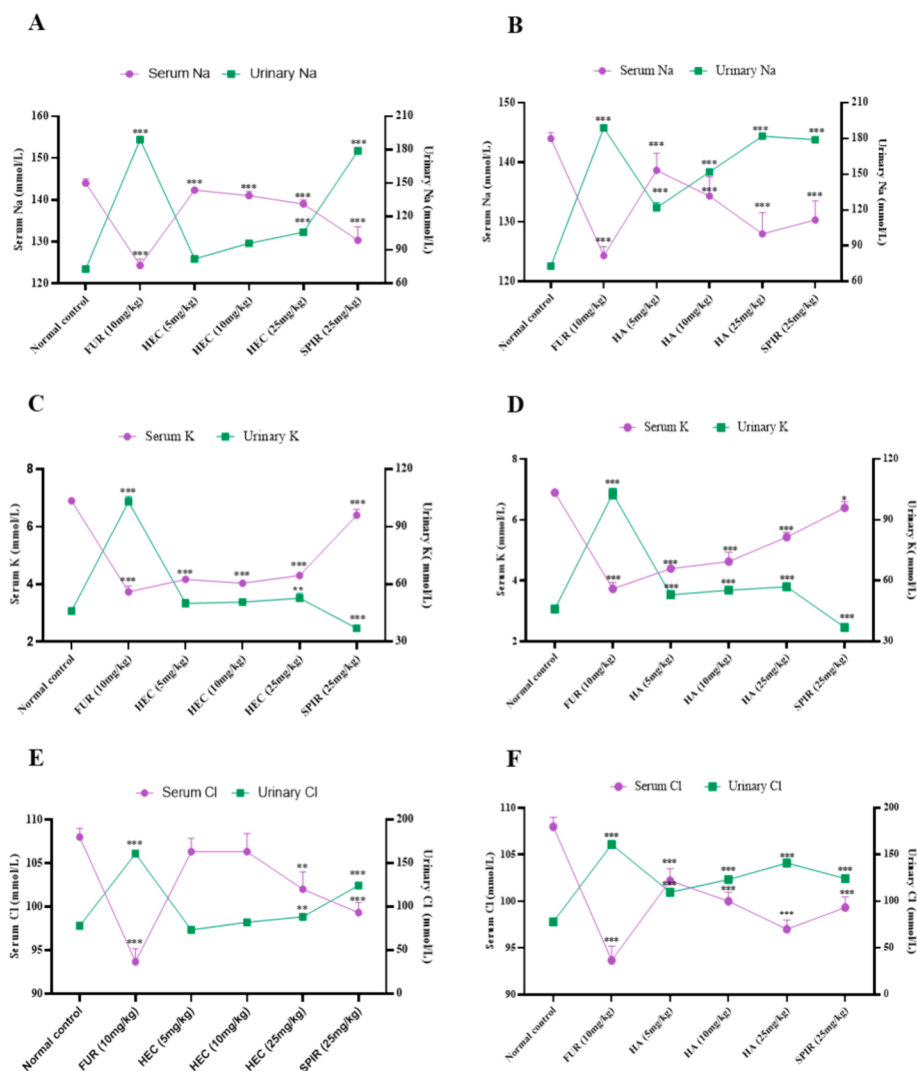 A
Serum Na Urinary Na
Serum Na (mmol/L)
160
150
140
130
120
Urinary Na (mmol/L)
210
180
150
120
90
60
***
***
***
***
***
***
***
***
Normal control
FUR (10mg/kg)
HEC (5mg/kg)
HEC (10mg/kg)
HEC (25mg/kg)
SPIR (25mg/kg)
B
Serum Na Urinary Na
Serum Na (mmol/L)
150
140
130
120
Urinary Na (mmol/L)
210
180
150
120
90
60
***
***
***
***
***
***
***
***
***
***
Normal control
FUR (10mg/kg)
HA (5mg/kg)
HA (10mg/kg)
HA (25mg/kg)
SPIR (25mg/kg)
C
Serum K Urinary K
Serum K (mmol/L)
8
6
4
2
Urinary K ( mmol/L)
120
90
60
30
***
***
***
***
***
**
***
***
Normal control
FUR (10mg/kg)
HEC (5mg/kg)
HEC (10mg/kg)
HEC (25mg/kg)
SPIR (25mg/kg)
D
Serum K Urinary K
Serum K (mmol/L)
8
6
4
2
Urinary K( mmol/L)
120
90
60
30
***
***
***
***
***
***
***
***
*
***
Normal control
FUR (10mg/kg)
HA (5mg/kg)
HA (10mg/kg)
HA (25mg/kg)
SPIR (25mg/kg)
E
Serum Cl Urinary Cl
Serum Cl (mmol/L)
110
105
100
95
90
Urinary Cl (mmol/L)
200
150
100
50
0
***
***
**
**
***
***
Normal control
FUR (10mg/kg)
HEC (5mg/kg)
HEC (10mg/kg)
HEC (25mg/kg)
SPIR (25mg/kg)
F
Serum Cl Urinary Cl
Serum Cl (mmol/L)
110
105
100
95
90
Urinary Cl (mmol/L)
200
150
100
50
0
***
***
***
***
***
***
***
***
***
***
Normal control
FUR (10mg/kg)
HA (5mg/kg)
HA (10mg/kg)
HA (25mg/kg)
SPIR (25mg/kg)